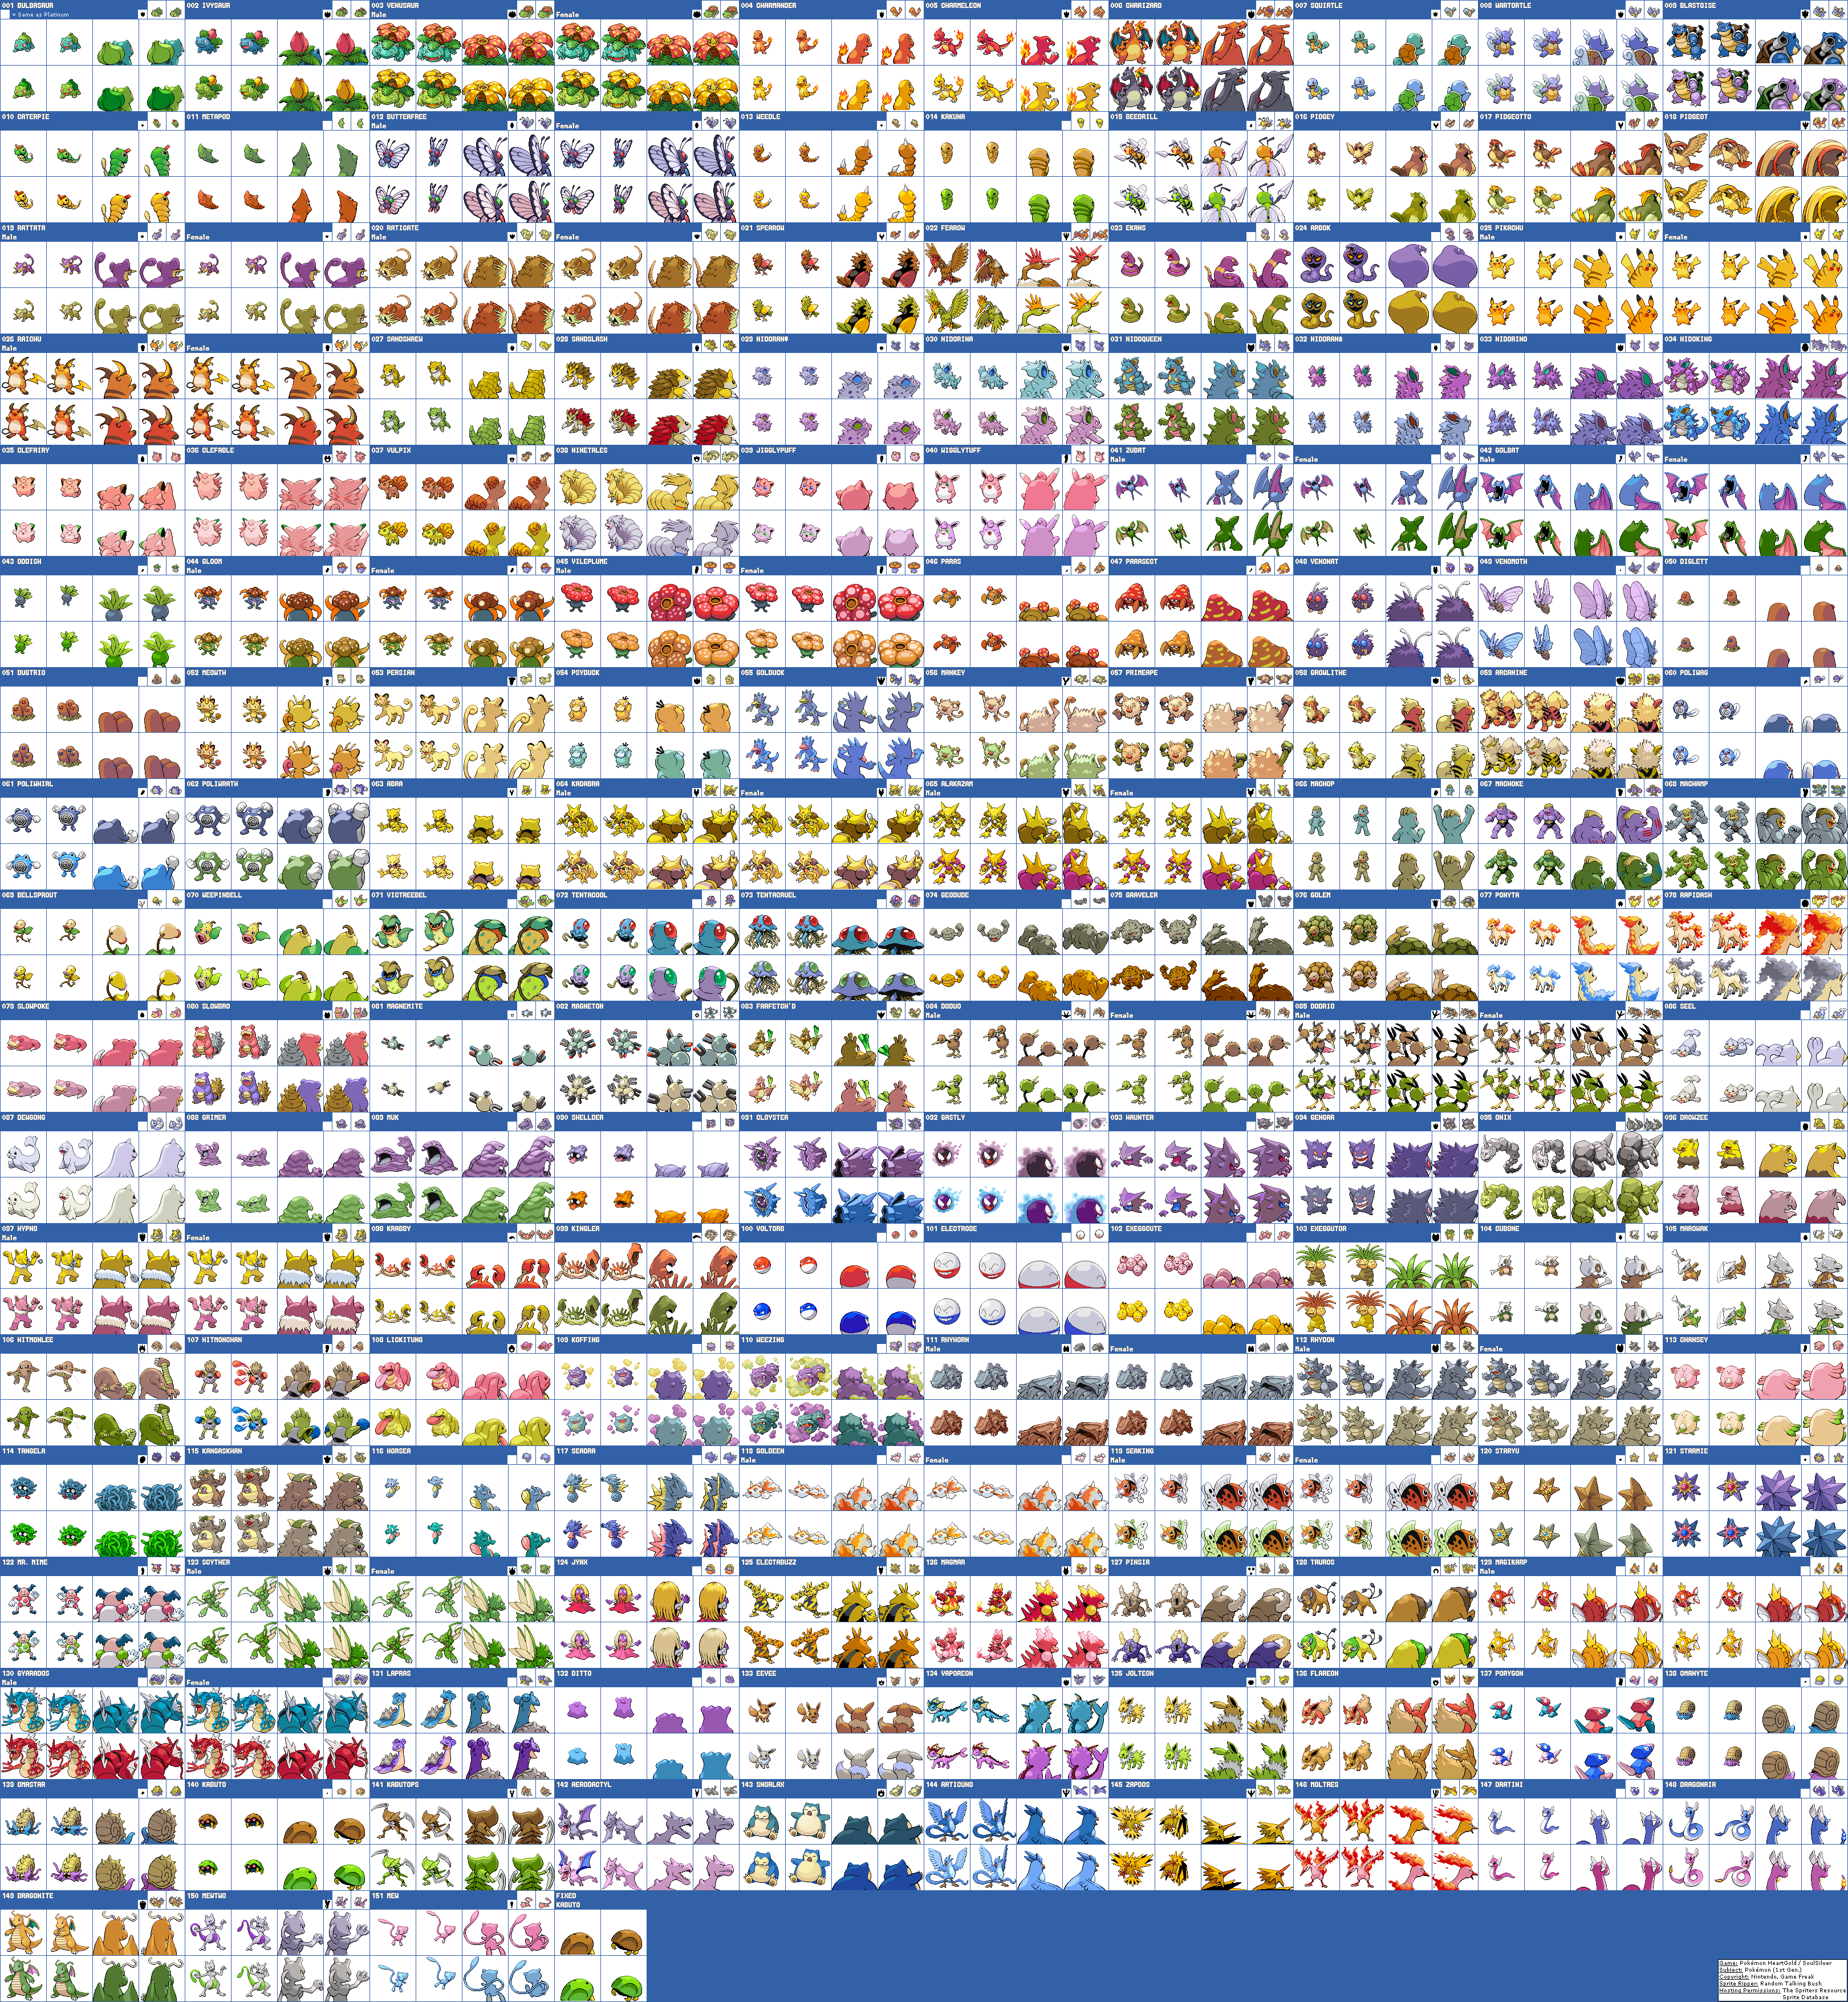 001 BULBASAUR
= Same as Platinum
002 IVYSAUR
003 VENUSAUR
Male
Female
004 CHARMANDER
005 CHARMELEON
006 CHARIZARD
007 SQUIRTLE
008 WARTORTLE
009 BLASTOISE
010 CATERPIE
011 METAPOD
012 BUTTERFREE
Male
Female
013 WEEDLE
014 KAKUNA
015 BEEDRILL
016 PIDGEY
017 PIDGEOTTO
018 PIDGEOT
019 RATTATA
Male
Female
020 RATICATE
Male
Female
021 SPEAROW
022 FEAROW
023 EKANS
024 ARBOK
025 PIKACHU
Male
Female
026 RAICHU
Male
Female
027 SANDSHREW
028 SANDSLASH
029 NIDORAN♀
030 NIDORINA
031 NIDOQUEEN
032 NIDORAN♂
033 NIDORINO
034 NIDOKING
035 CLEFAIRY
036 CLEFABLE
037 VULPIX
038 NINETALES
039 JIGGLYPUFF
040 WIGGLYTUFF
041 ZUBAT
Male
Female
042 GOLBAT
Male
Female
043 ODDISH
044 GLOOM
Male
Female
045 VILEPLUME
Male
Female
046 PARAS
047 PARASECT
048 VENONAT
049 VENOMOTH
050 DIGLETT
051 DUGTRIO
052 MEOWTH
053 PERSIAN
054 PSYDUCK
055 GOLDUCK
056 MANKEY
057 PRIMEAPE
058 GROWLITHE
059 ARCANINE
060 POLIWAG
061 POLIWHIRL
062 POLIWRATH
063 ABRA
064 KADABRA
Male
Female
065 ALAKAZAM
Male
Female
066 MACHOP
067 MACHOKE
068 MACHAMP
069 BELLSPROUT
070 WEEPINBELL
071 VICTREEBEL
072 TENTACOOL
073 TENTACRUEL
074 GEODUDE
075 GRAVELER
076 GOLEM
077 PONYTA
078 RAPIDASH
079 SLOWPOKE
080 SLOWBRO
081 MAGNEMITE
082 MAGNETON
083 FARFETCH'D
084 DODUO
Male
Female
085 DODRIO
Male
Female
086 SEEL
087 DEWGONG
088 GRIMER
089 MUK
090 SHELLDER
091 CLOYSTER
092 GASTLY
093 HAUNTER
094 GENGAR
095 ONIX
096 DROWZEE
097 HYPNO
Male
Female
098 KRABBY
099 KINGLER
100 VOLTORB
101 ELECTRODE
102 EXEGGCUTE
103 EXEGGUTOR
104 CUBONE
105 MAROWAK
106 HITMONLEE
107 HITMONCHAN
108 LICKITUNG
109 KOFFING
110 WEEZING
111 RHYHORN
Male
Female
112 RHYDON
Male
Female
113 CHANSEY
114 TANGELA
115 KANGASKHAN
116 HORSEA
117 SEADRA
118 GOLDEEN
Male
Female
119 SEAKING
Male
Female
120 STARYU
121 STARMIE
122 MR. MIME
123 SCYTHER
Male
Female
124 JYNX
125 ELECTABUZZ
126 MAGMAR
127 PINSIR
128 TAUROS
129 MAGIKARP
Male
Female
130 GYARADOS
Male
Female
131 LAPRAS
132 DITTO
133 EEVEE
134 VAPOREON
135 JOLTEON
136 FLAREON
137 PORYGON
138 OMANYTE
139 OMASTAR
140 KABUTO
141 KABUTOPS
142 AERODACTYL
143 SNORLAX
144 ARTICUNO
145 ZAPDOS
146 MOLTRES
147 DRATINI
148 DRAGONAIR
149 DRAGONITE
150 MEWTWO
151 MEW
FIXED
KABUTO
Game: Pokémon HeartGold / SoulSilver
Subject: Pokémon (1st Gen.)
Copyright: Nintendo, Game Freak
Sprite Ripper: Random Talking Bush
Hosting Permissions: The Spriters Resource
Sprite Database